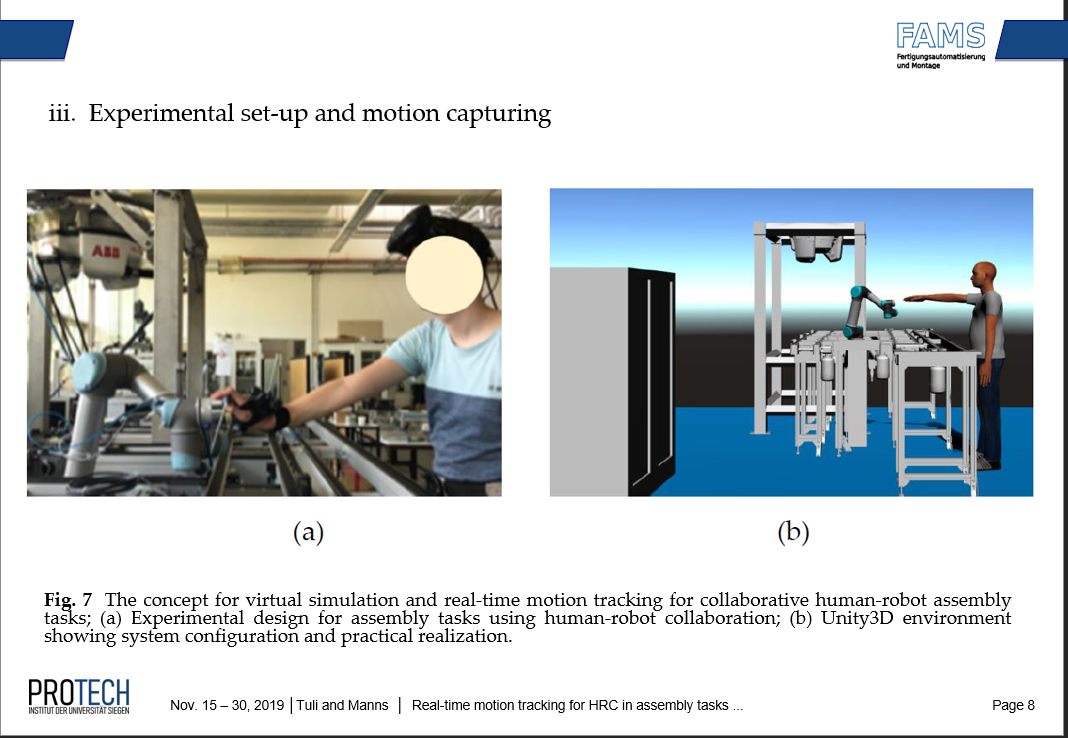 FAMS
Fertigungsautomatisierung
und Montage
iii. Experimental set-up and motion capturing
ABB
(a)
(b)
Fig. 7 The concept for virtual simulation and real-time motion tracking for collaborative human-robot assembly
tasks; (a) Experimental design for assembly tasks using human-robot collaboration; (b) Unity3D environment
showing system configuration and practical realization.
PROTECH
INSTITUT DER UNIVERSITÄT SIEGEN
Nov. 15 – 30, 2019 | Tuli and Manns | Real-time motion tracking for HRC in assembly tasks ...
Page 8